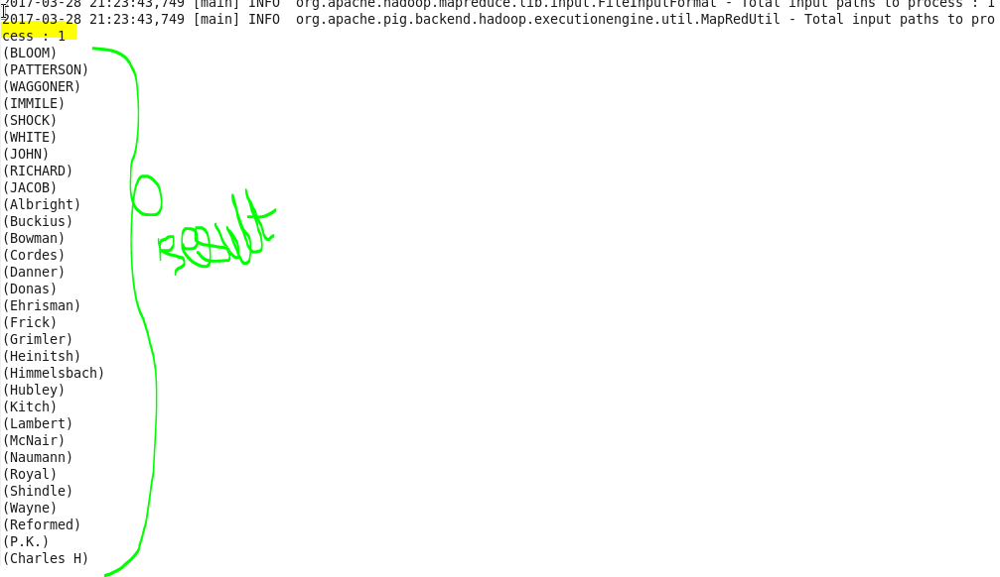 2017-03-28 21:23:43,749 [main] INFO  org.apache.hadoop.mapreduce.lib.input.FileInputFormat - Total input paths to process : 1
2017-03-28 21:23:43,749 [main] INFO  org.apache.pig.backend.hadoop.executionengine.util.MapRedUtil - Total input paths to pro
cess : 1
(BLOOM)
(PATTERSON)
(WAGGONER)
(IMMILE)
(SHOCK)
(WHITE)
(JOHN)
(RICHARD)
(JACOB)
(Albright)
(Buckius)
(Bowman)
(Cordes)
(Danner)
(Donas)
(Ehrisman)
(Frick)
(Grimler)
(Heinitsh)
(Himmelsbach)
(Hubley)
(Kitch)
(Lambert)
(McNair)
(Naumann)
(Royal)
(Shindle)
(Wayne)
(Reformed)
(P.K.)
(Charles H)
Result